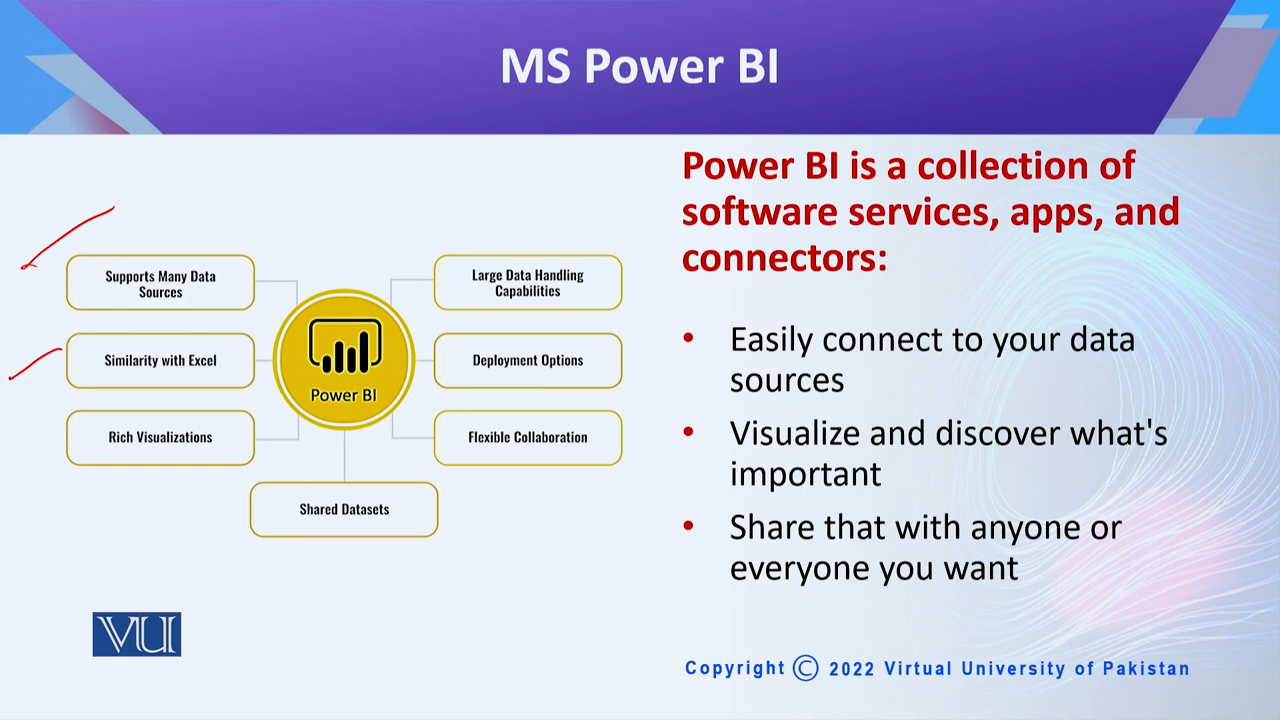 MS Power BI
Power BI is a collection of
software services, apps, and
connectors:
Supports Many Data
Sources
Large Data Handling
Capabilities
Similarity with Excel
Power BI
Deployment Options
Rich Visualizations
Flexible Collaboration
Shared Datasets
• Easily connect to your data
sources
• Visualize and discover what's
important
• Share that with anyone or
everyone you want
VU
Copyright © 2022 Virtual University of Pakistan